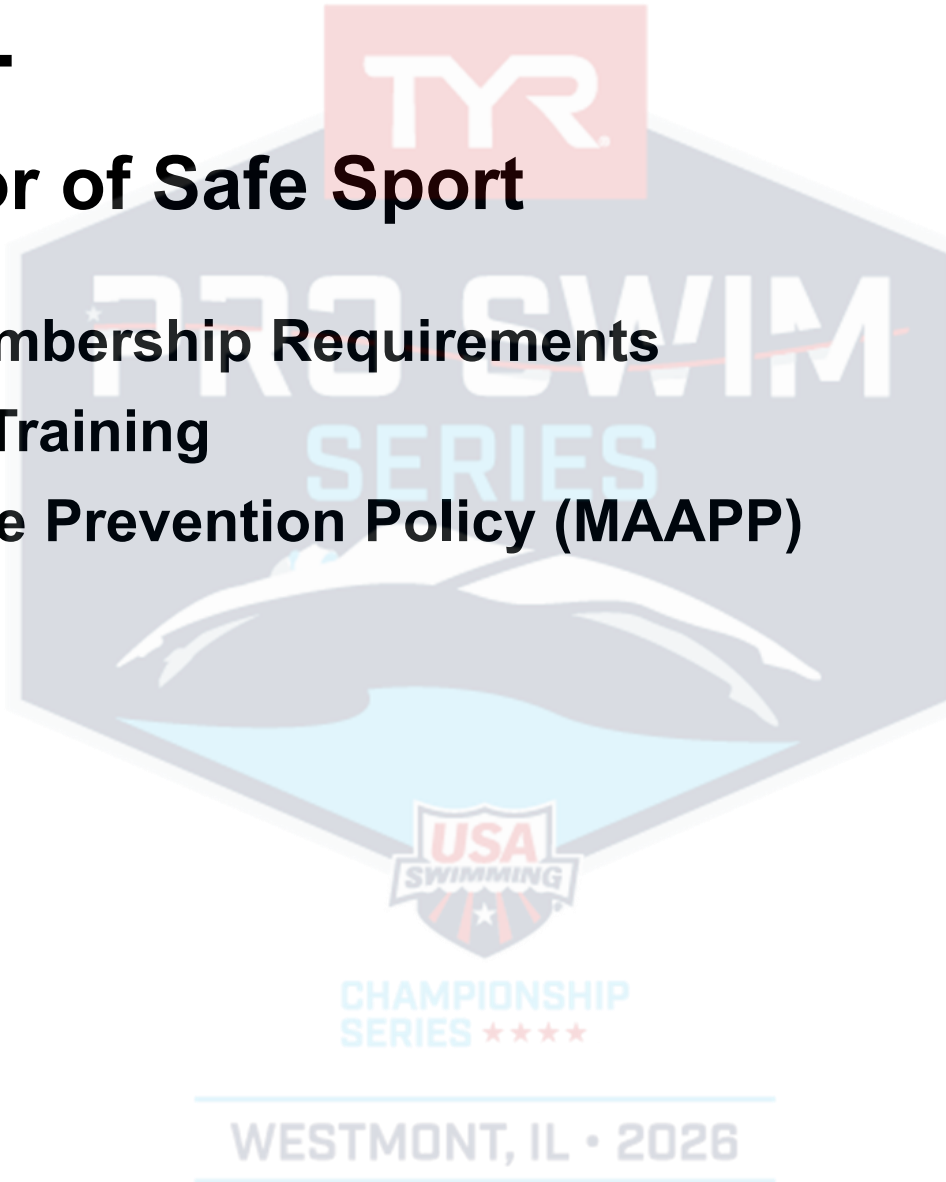 TYR
or of Safe Sport
PRO SWIM
mbership Requirements
Training
SERIES
e Prevention Policy (MAAPP)
USA
SWIMMING
CHAMPIONSHIP
SERIES ★★★★
WESTMONT, IL • 2026